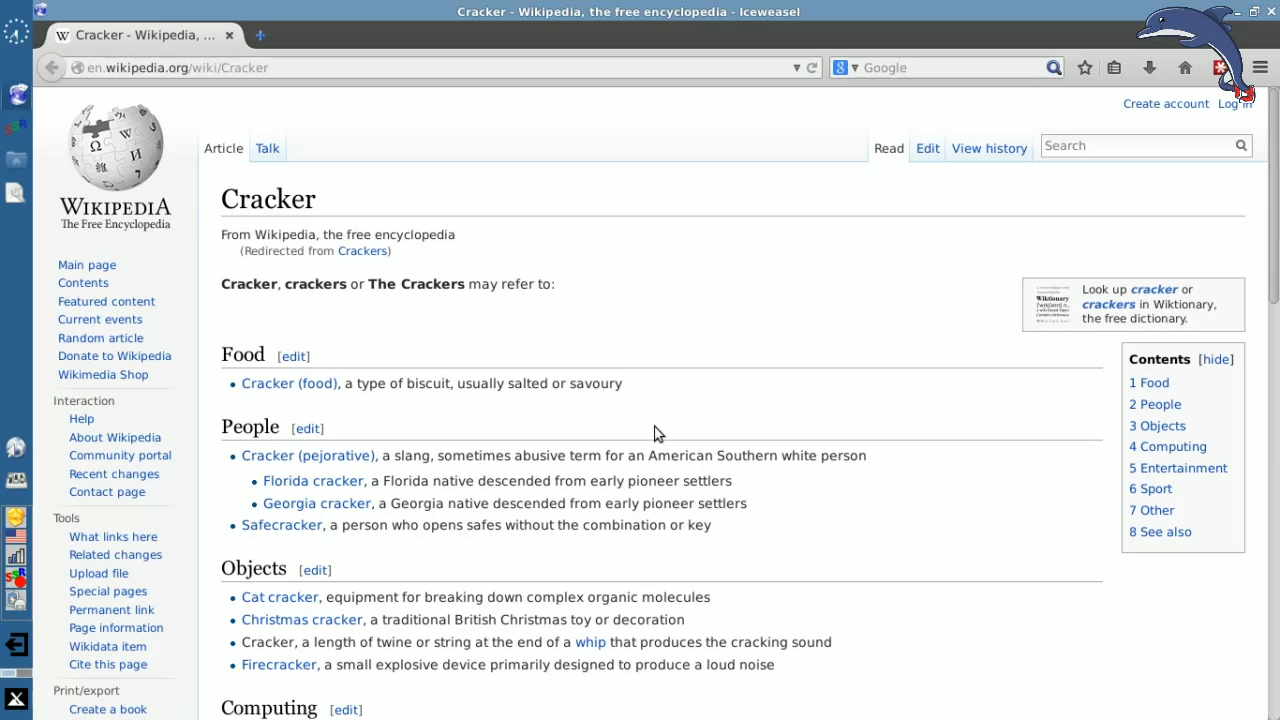 Cracker - Wikipedia, the free encyclopedia - Iceweasel
Cracker - Wikipedia, ...
en.wikipedia.org/wiki/Cracker
Google
Create account Log in
Article Talk
Read Edit View history
Search
WIKIPEDIA
The Free Encyclopedia
Main page
Contents
Featured content
Current events
Random article
Donate to Wikipedia
Wikimedia Shop
Interaction
Help
About Wikipedia
Community portal
Recent changes
Contact page
Tools
What links here
Related changes
Upload file
Special pages
Permanent link
Page information
Wikidata item
Cite this page
Print/export
Create a book
Cracker
From Wikipedia, the free encyclopedia
(Redirected from Crackers)
Cracker, crackers or The Crackers may refer to:
Look up cracker or
crackers in Wiktionary,
the free dictionary.
Contents [hide]
1 Food
2 People
3 Objects
4 Computing
5 Entertainment
6 Sport
7 Other
8 See also
Food [edit]
Cracker (food), a type of biscuit, usually salted or savoury
People [edit]
Cracker (pejorative), a slang, sometimes abusive term for an American Southern white person
Florida cracker, a Florida native descended from early pioneer settlers
Georgia cracker, a Georgia native descended from early pioneer settlers
Safecracker, a person who opens safes without the combination or key
Objects [edit]
Cat cracker, equipment for breaking down complex organic molecules
Christmas cracker, a traditional British Christmas toy or decoration
Cracker, a length of twine or string at the end of a whip that produces the cracking sound
Firecracker, a small explosive device primarily designed to produce a loud noise
Computing [edit]